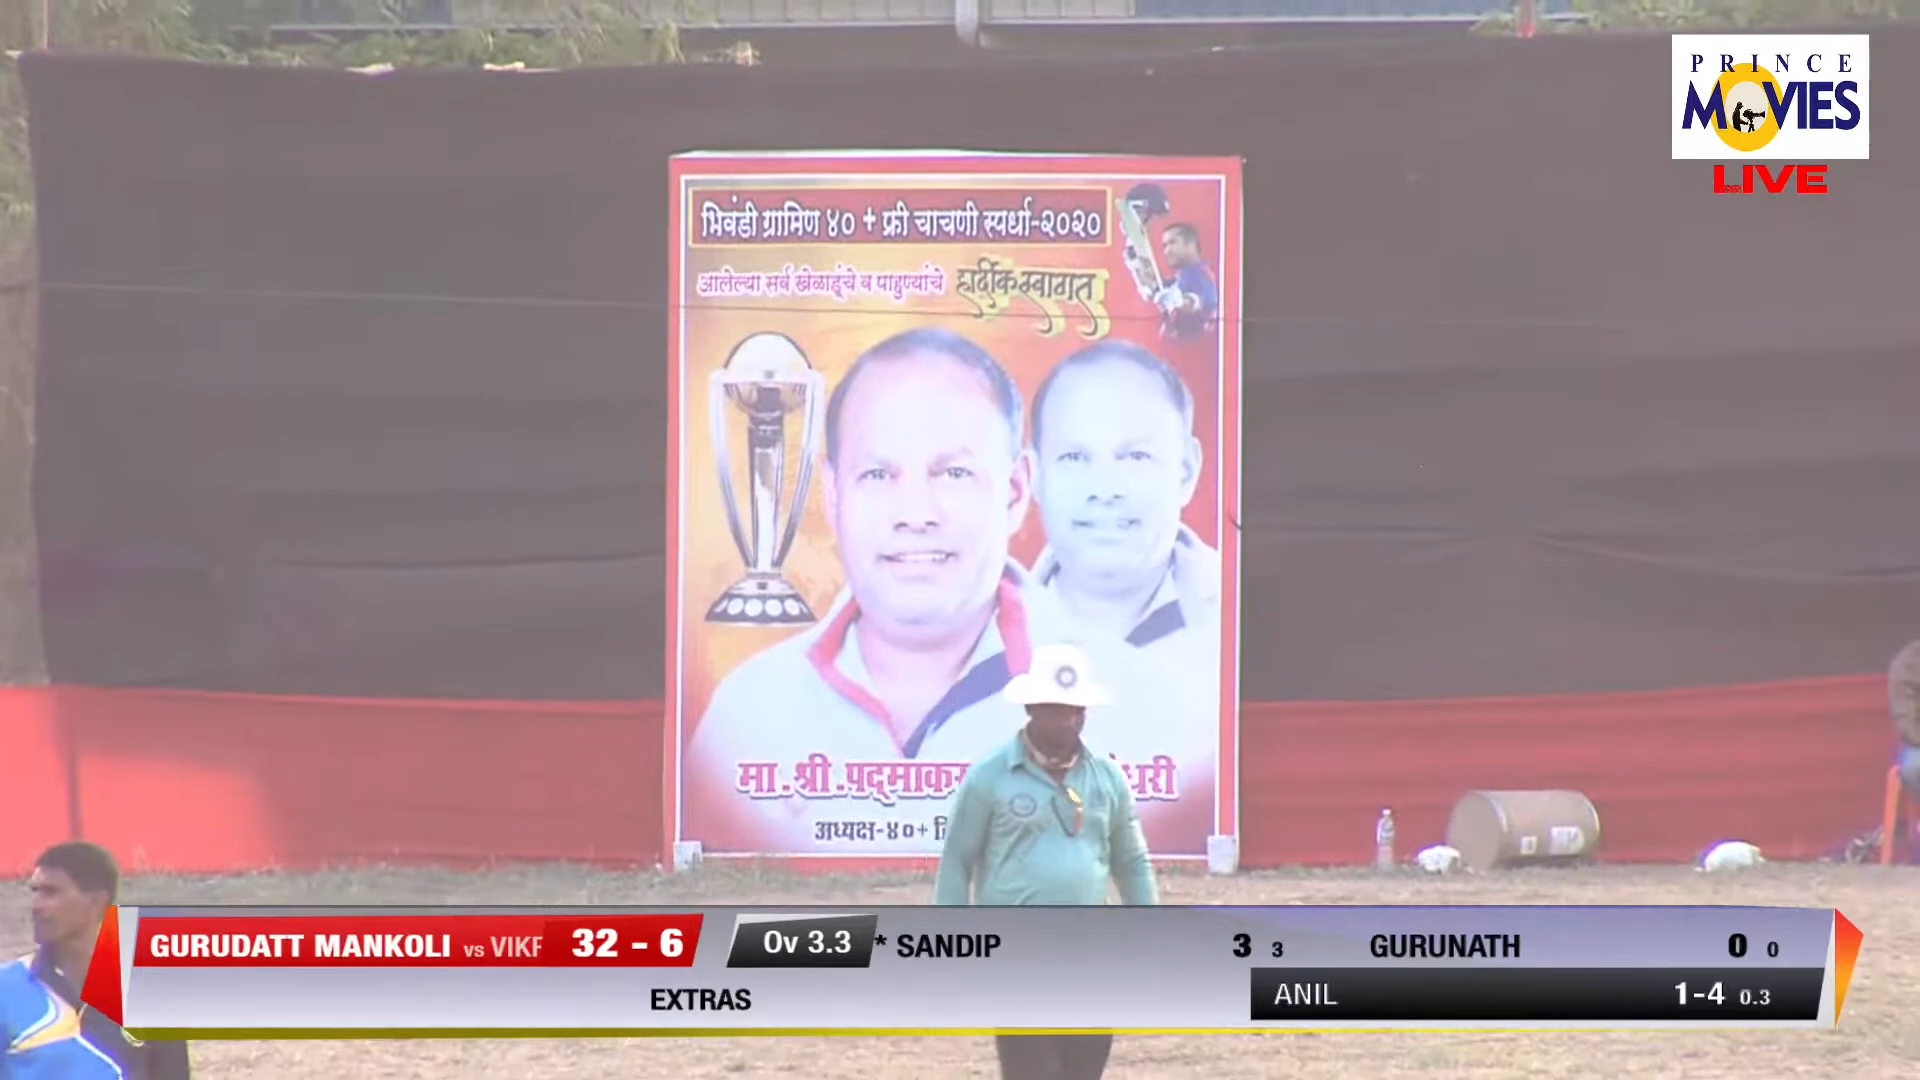 PRINCE
MOVIES
LIVE
भिवंडी ग्रामिण ४० + फ्री चाचणी स्पर्धा-२०२०
आलेल्या सर्व खेळाडूंचे व पाहुण्यांचे हार्दीक स्वागत
मा.श्री.पद्माकर
अध्यक्ष-४०+
GURUDATT MANKOLI vs VIKF 32 - 6 Ov 3.3 * SANDIP 3 3 GURUNATH 0 0
EXTRAS ANIL 1-4 0.3